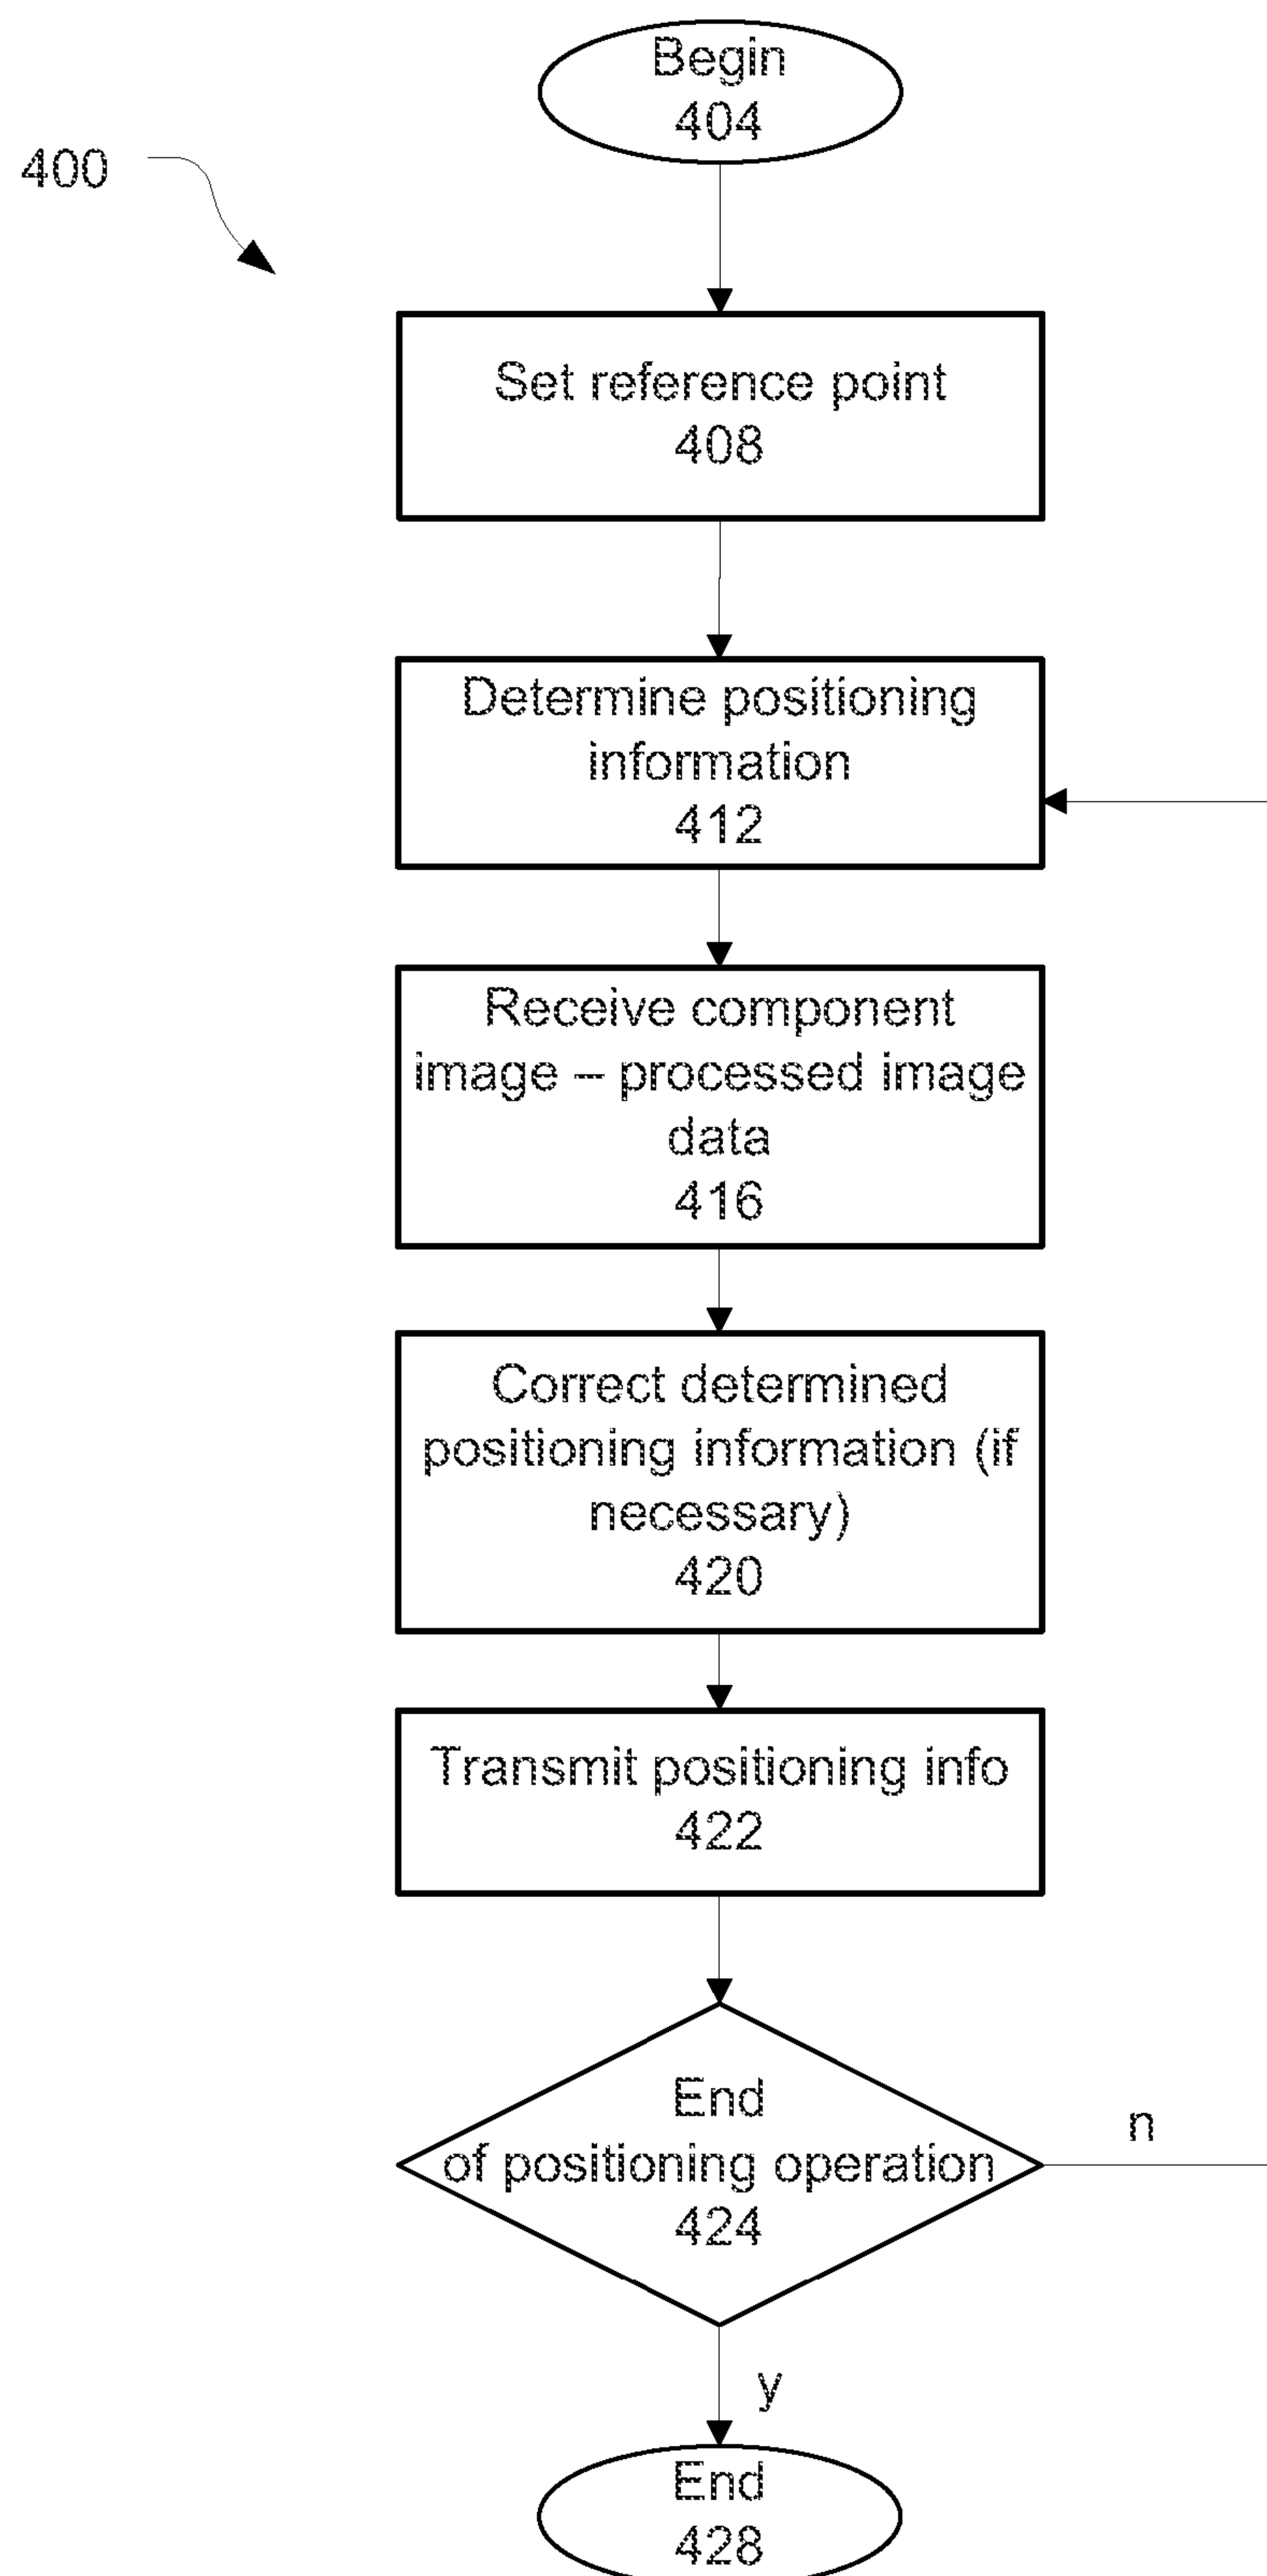 Begin
404
400
Set reference point
408
Determine positioning
information
412
Receive component
image – processed image
data
416
Correct determined
positioning information (if
necessary)
420
Transmit positioning info
422
End
of positioning operation
424
n
y
End
428